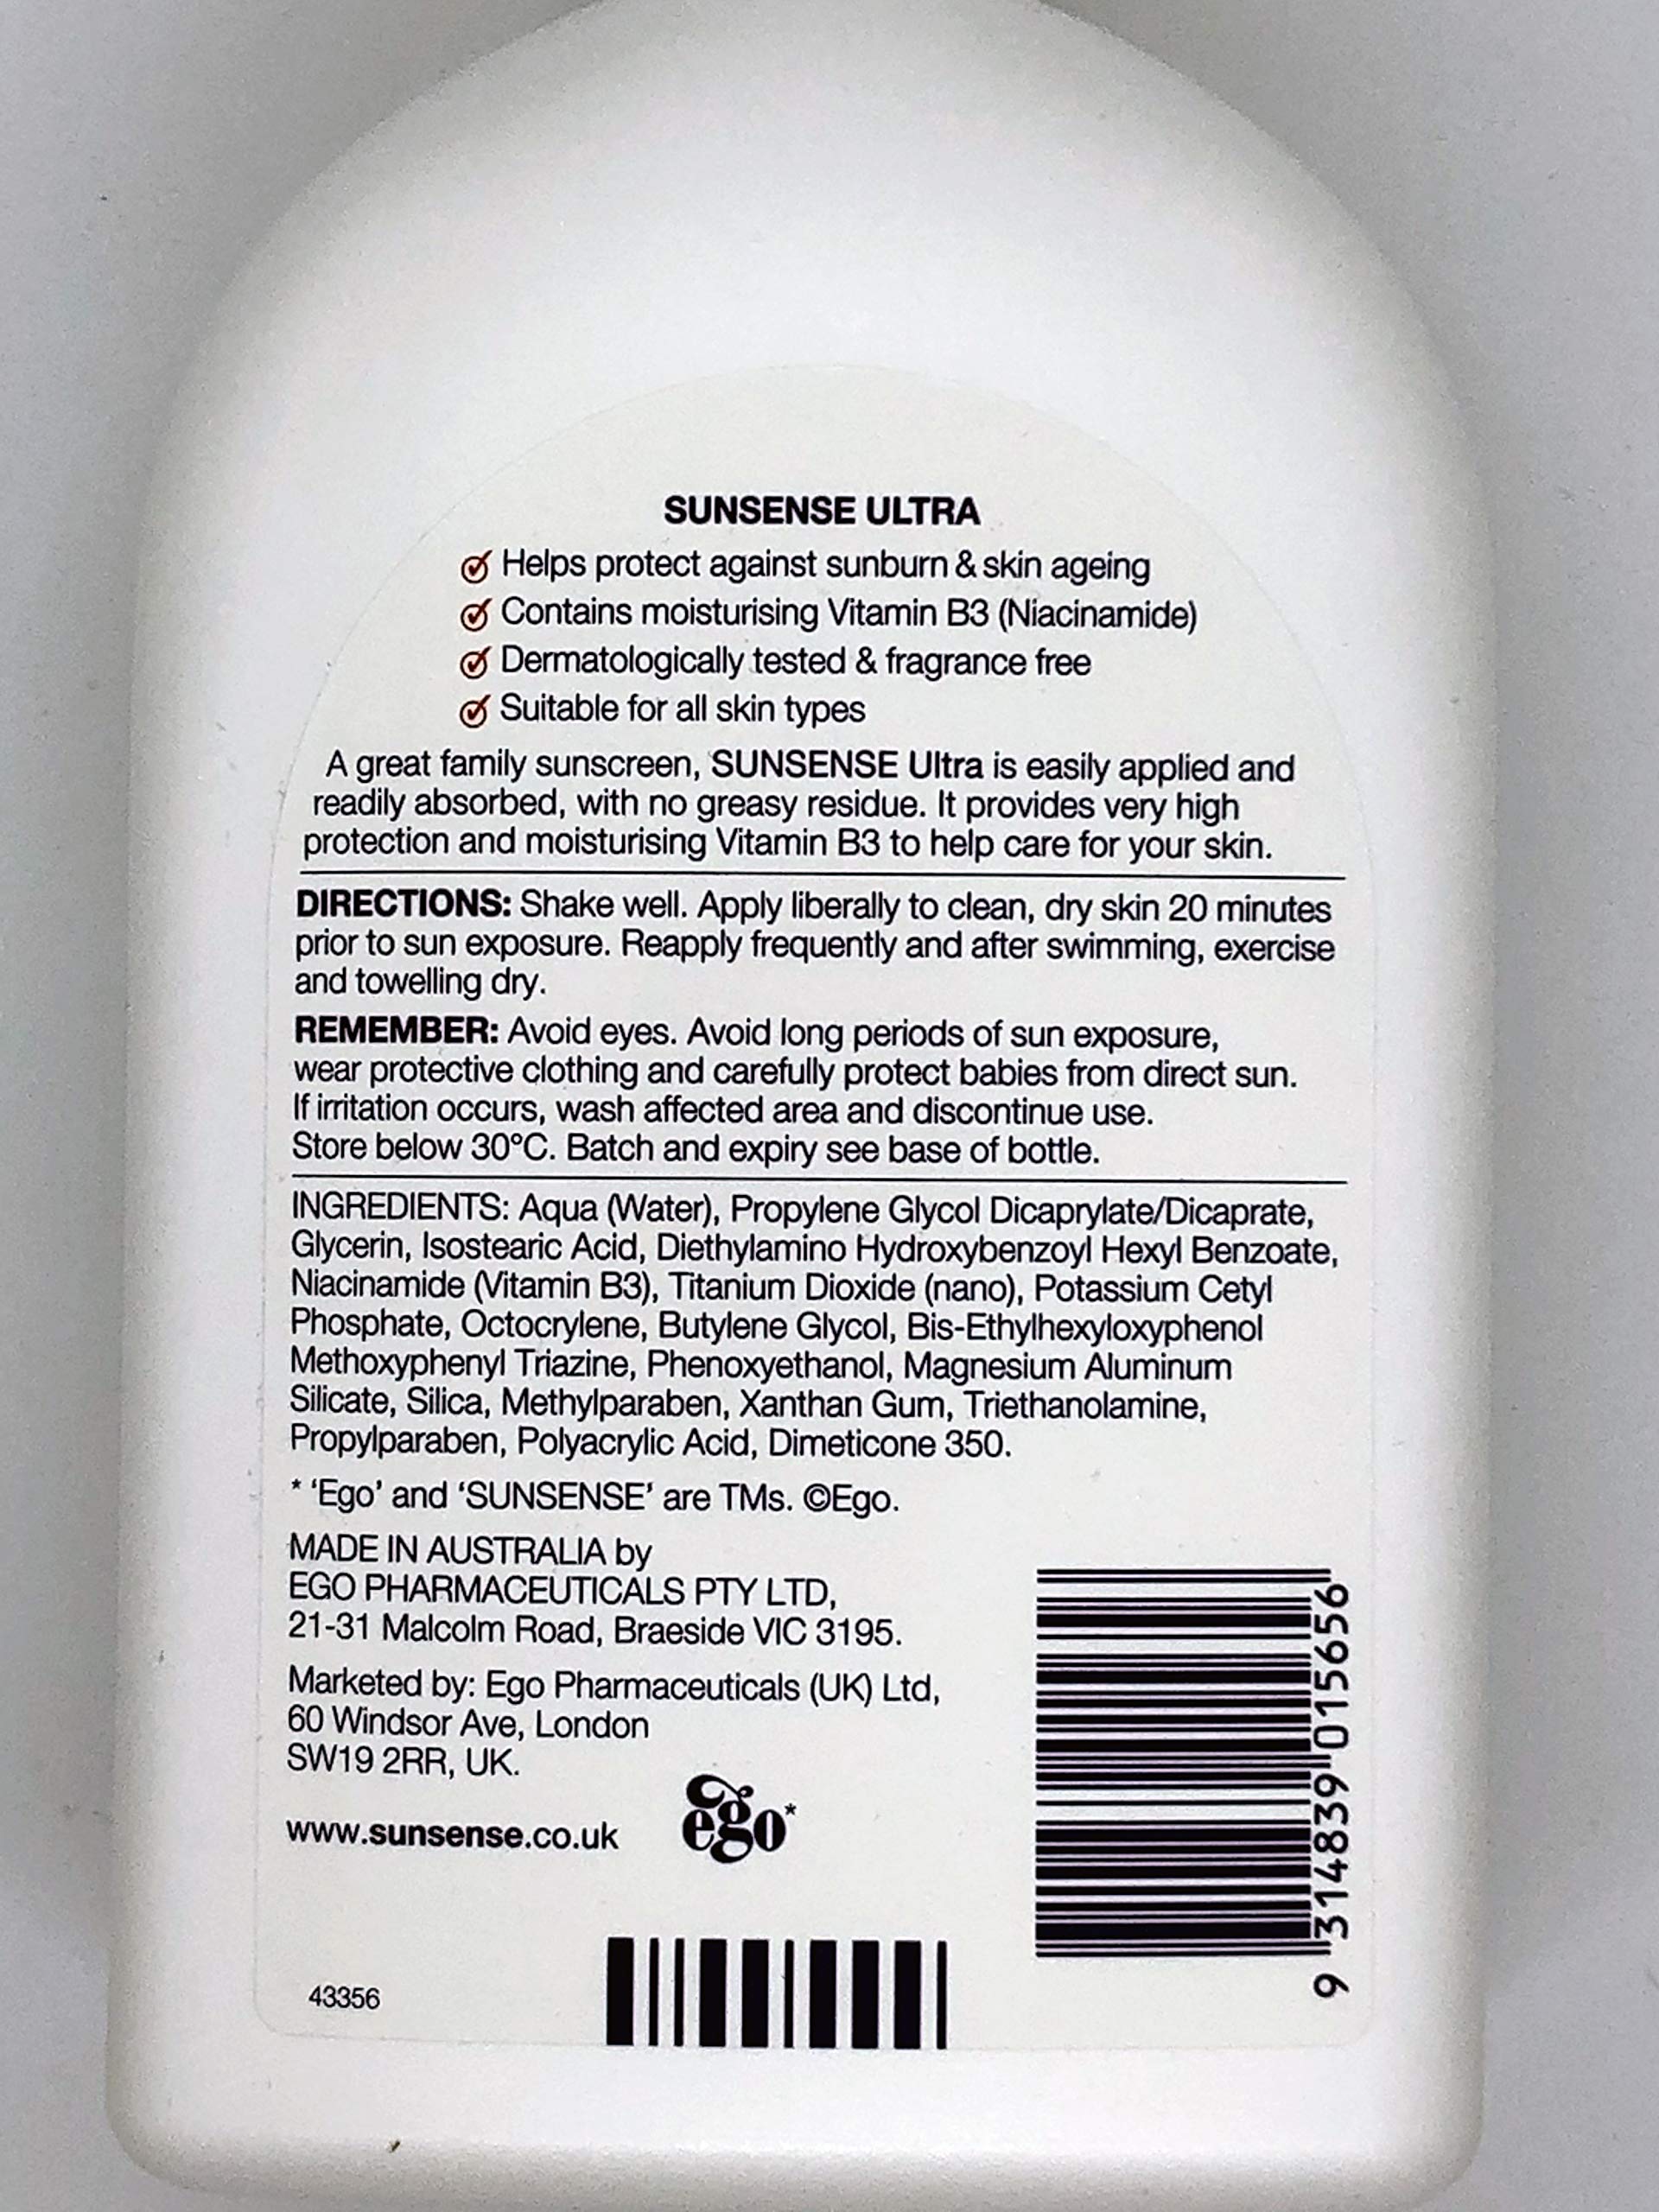 SUNSENSE ULTRA
Helps protect against sunburn & skin ageing
Contains moisturising Vitamin B3 (Niacinamide)
Dermatologically tested & fragrance free
Suitable for all skin types
A great family sunscreen, SUNSENSE Ultra is easily applied and
readily absorbed, with no greasy residue. It provides very high
protection and moisturising Vitamin B3 to help care for your skin.
DIRECTIONS: Shake well. Apply liberally to clean, dry skin 20 minutes
prior to sun exposure. Reapply frequently and after swimming, exercise
and towelling dry.
REMEMBER: Avoid eyes. Avoid long periods of sun exposure,
wear protective clothing and carefully protect babies from direct sun.
If irritation occurs, wash affected area and discontinue use.
Store below 30°C. Batch and expiry see base of bottle.
INGREDIENTS: Aqua (Water), Propylene Glycol Dicaprylate/Dicaprate,
Glycerin, Isostearic Acid, Diethylamino Hydroxybenzoyl Hexyl Benzoate,
Niacinamide (Vitamin B3), Titanium Dioxide (nano), Potassium Cetyl
Phosphate, Octocrylene, Butylene Glycol, Bis-Ethylhexyloxyphenol
Methoxyphenyl Triazine, Phenoxyethanol, Magnesium Aluminum
Silicate, Silica, Methylparaben, Xanthan Gum, Triethanolamine,
Propylparaben, Polyacrylic Acid, Dimeticone 350.
* 'Ego' and 'SUNSENSE' are TMs. ©Ego.
MADE IN AUSTRALIA by
EGO PHARMACEUTICALS PTY LTD,
21-31 Malcolm Road, Braeside VIC 3195.
Marketed by: Ego Pharmaceuticals (UK) Ltd,
60 Windsor Ave, London
SW19 2RR, UK.
www.sunsense.co.uk
ego*
9 314839 015656
43356